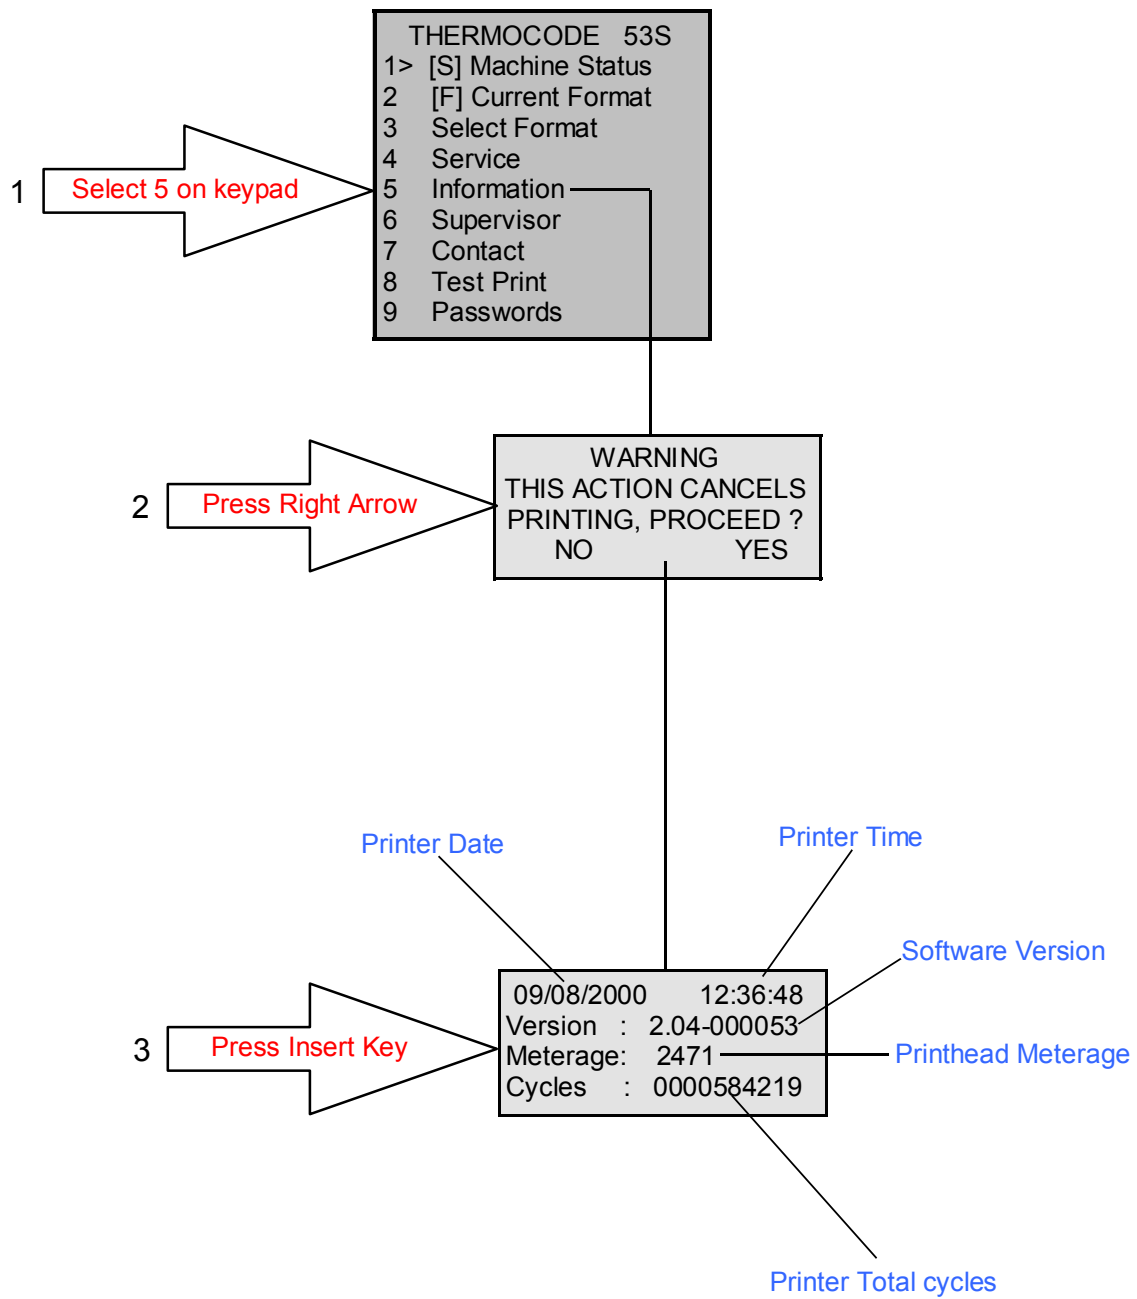 THERMOCODE 53S
1> [S] Machine Status
2 [F] Current Format
3 Select Format
4 Service
1 Select 5 on keypad
5 Information
6 Supervisor
7 Contact
8 Test Print
9 Passwords
WARNING
THIS ACTION CANCELS
2 Press Right Arrow
PRINTING, PROCEED ?
NO YES
Printer Date
Printer Time
Software Version
09/08/2000 12:36:48
Version : 2.04-000053
3 Press Insert Key
Meterage: 2471
Printhead Meterage
Cycles : 0000584219
Printer Total cycles